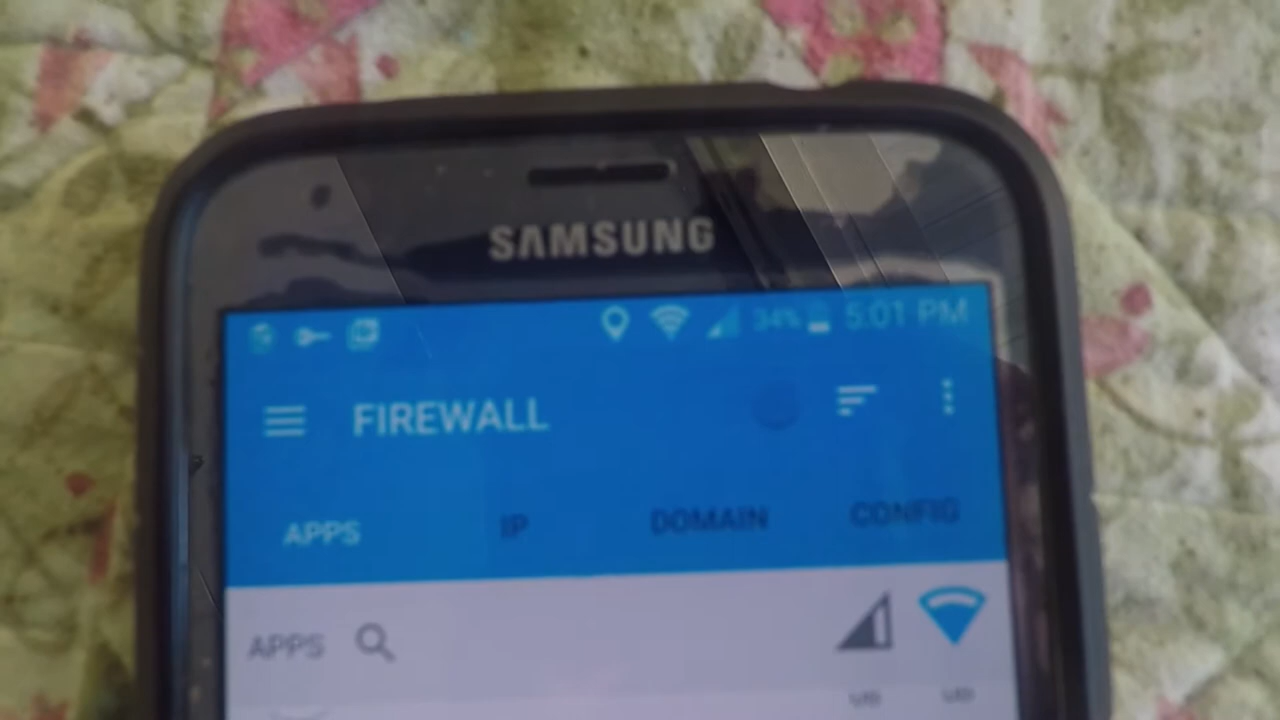 SAMSUNG
34% 5:01 PM
FIREWALL
APPS IP DOMAIN CONFIG
APPS